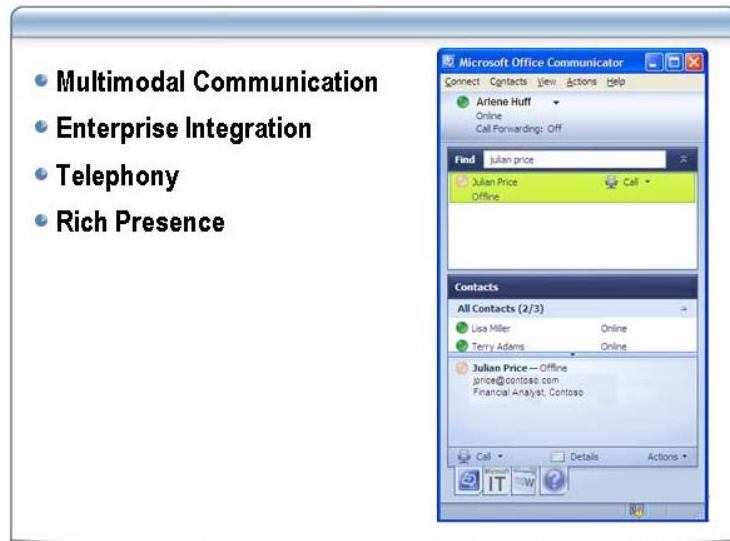 Multimodal Communication
Enterprise Integration
Telephony
Rich Presence
Microsoft Office Communicator
Connect Contacts View Actions Help
Arlene Huff
Online
Call Forwarding: Off
Find julian price
Julian Price Call
Offline
Contacts
All Contacts (2/3)
Lisa Miller Online
Terry Adams Online
Julian Price — Offline
jprice@contoso.com
Financial Analyst, Contoso
Call Details Actions
Microsoft
IT W ?